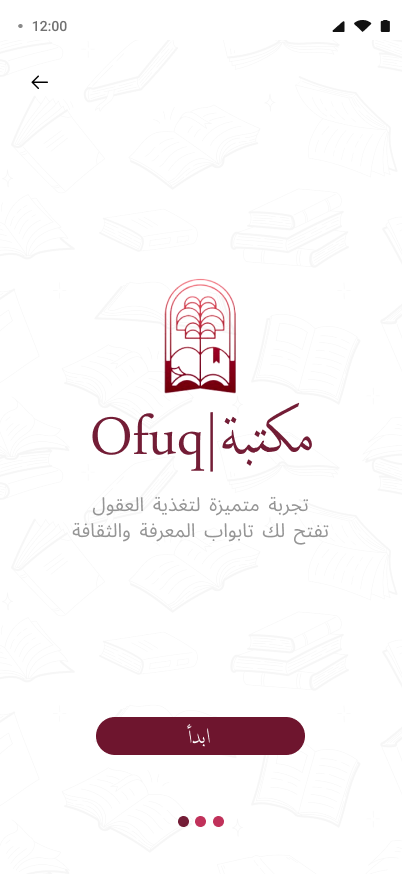 12:00
Ofuq|مكتبة
تجربة متميزة لتغذية العقول
تفتح لك تابواب المعرفة والثقافة
ابدأ